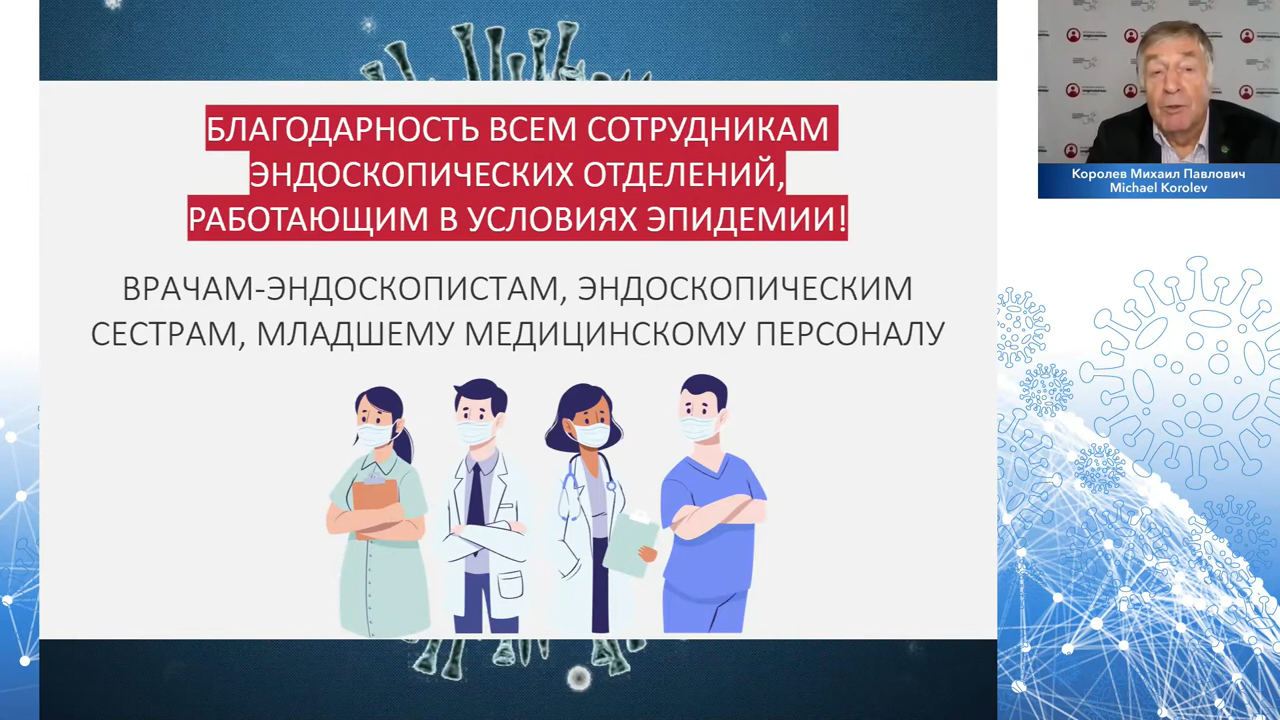 БЛАГОДАРНОСТЬ ВСЕМ СОТРУДНИКАМ
ЭНДОСКОПИЧЕСКИХ ОТДЕЛЕНИЙ,
РАБОТАЮЩИМ В УСЛОВИЯХ ЭПИДЕМИИ!
ВРАЧАМ-ЭНДОСКОПИСТАМ, ЭНДОСКОПИЧЕСКИМ
СЕСТРАМ, МЛАДШЕМУ МЕДИЦИНСКОМУ ПЕРСОНАЛУ
Королев Михаил Павлович
Michael Korolev